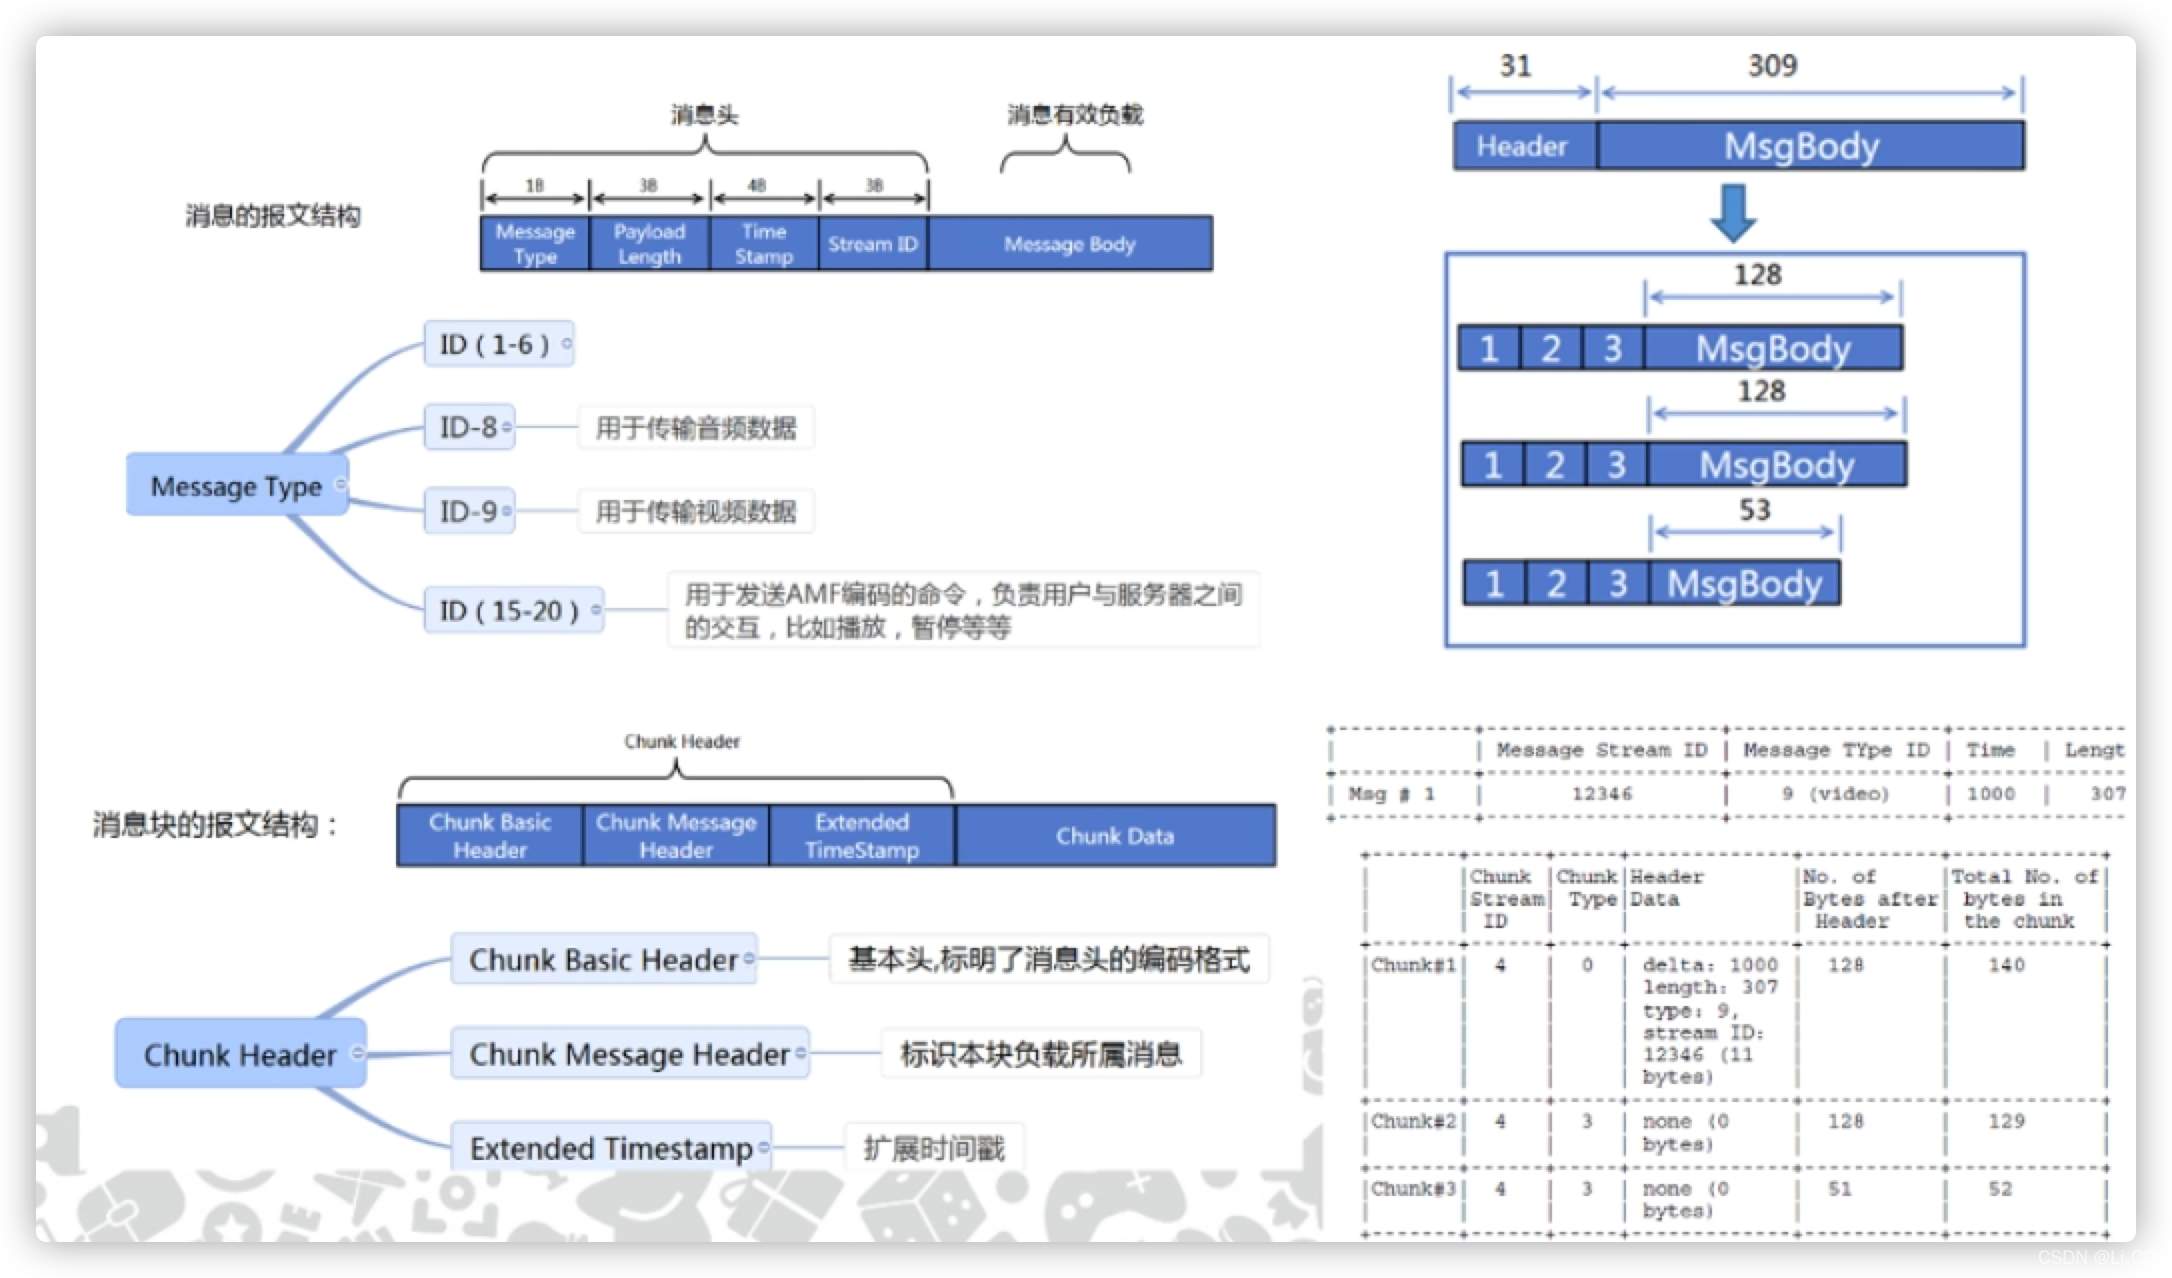 消息头
消息有效负载
1B
3B
4B
3B
消息的报文结构
Message
Type
Payload
Length
Time
Stamp
Stream ID
Message Body
ID（1-6）
ID-8
用于传输音频数据
Message Type
ID-9
用于传输视频数据
ID（15-20）
用于发送AMF编码的命令，负责用户与服务器之间
的交互，比如播放，暂停等等
Chunk Header
消息块的报文结构：
Chunk Basic
Header
Chunk Message
Header
Extended
TimeStamp
Chunk Data
Chunk Basic Header
基本头,标明了消息头的编码格式
Chunk Header
Chunk Message Header
标识本块负载所属消息
Extended Timestamp
扩展时间戳
31
309
Header
MsgBody
128
1 2 3 MsgBody
128
1 2 3 MsgBody
53
1 2 3 MsgBody
Message Stream ID | Message TYpe ID | Time | Lengt
Msg # 1 | 12346 | 9 (video) | 1000 | 307
Chunk
Stream
ID
Chunk
Type
Header
Data
No. of
Bytes after
Header
Total No. of
bytes in
the chunk
Chunk#1 4 0
delta: 1000
length: 307
type: 9,
stream ID:
12346 (11
bytes)
128 140
Chunk#2 4 3
none (0
bytes)
128 129
Chunk#3 4 3
none (0
bytes)
51 52